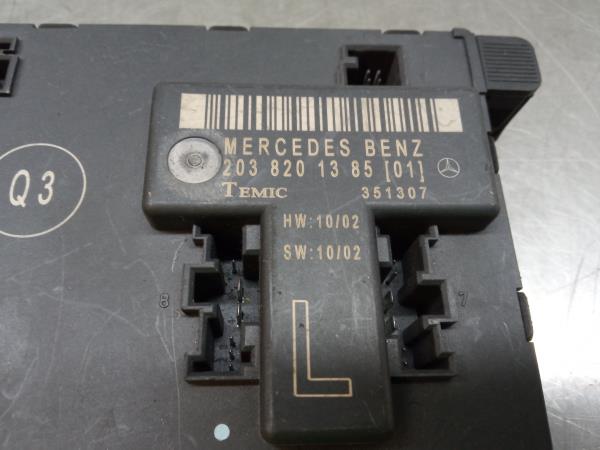 MERCEDES BENZ
203 820 13 85 [01]
TEMIC 351307
HW:10/02
SW:10/02
Q3
8
7
L